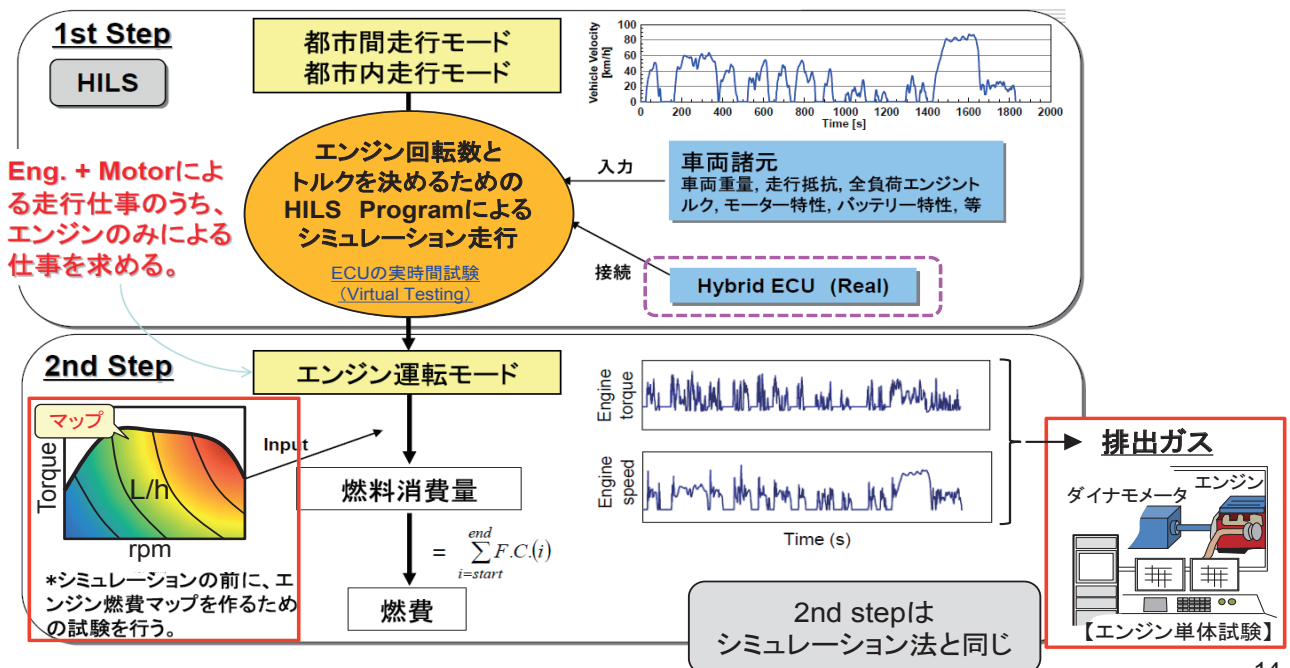 1st Step
HILS
都市間走行モード
都市内走行モード
Vehicle Velocity
[km/h]
100
80
60
40
20
0
0 200 400 600 800 1000 1200 1400 1600 1800 2000
Time [s]
Eng. + Motorによ
る走行仕事のうち、
エンジンのみによる
仕事を求める。
エンジン回転数と
トルクを決めるための
HILS Programによる
シミュレーション走行
ECUの実時間試験
(Virtual Testing)
入力
車両諸元
車両重量, 走行抵抗, 全負荷エンジント
ルク, モーター特性, バッテリー特性, 等
接続
Hybrid ECU (Real)
2nd Step
エンジン運転モード
マップ
Torque
L/h
rpm
Input
*シミュレーションの前に、エ
ンジン燃費マップを作るため
の試験を行う。
燃料消費量
= end∑i=start F.C.(i)
燃費
Engine
torque
Engine
speed
Time (s)
排出ガス
エンジン
ダイナモメータ
【エンジン単体試験】
2nd stepは
シミュレーション法と同じ